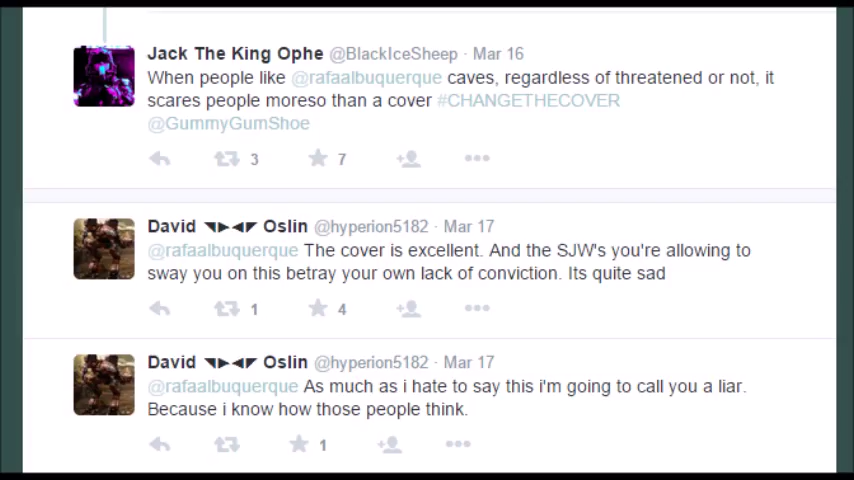 Jack The King Ophe @BlackIceSheep · Mar 16
When people like @rafaalbuquerque caves, regardless of threatened or not, it
scares people moreso than a cover #CHANGETHECOVER
@GummyGumShoe
3 7
David ◥►◄◤ Oslin @hyperion5182 · Mar 17
@rafaalbuquerque The cover is excellent. And the SJW's you're allowing to
sway you on this betray your own lack of conviction. Its quite sad
1 4
David ◥►◄◤ Oslin @hyperion5182 · Mar 17
@rafaalbuquerque As much as i hate to say this i'm going to call you a liar.
Because i know how those people think.
1